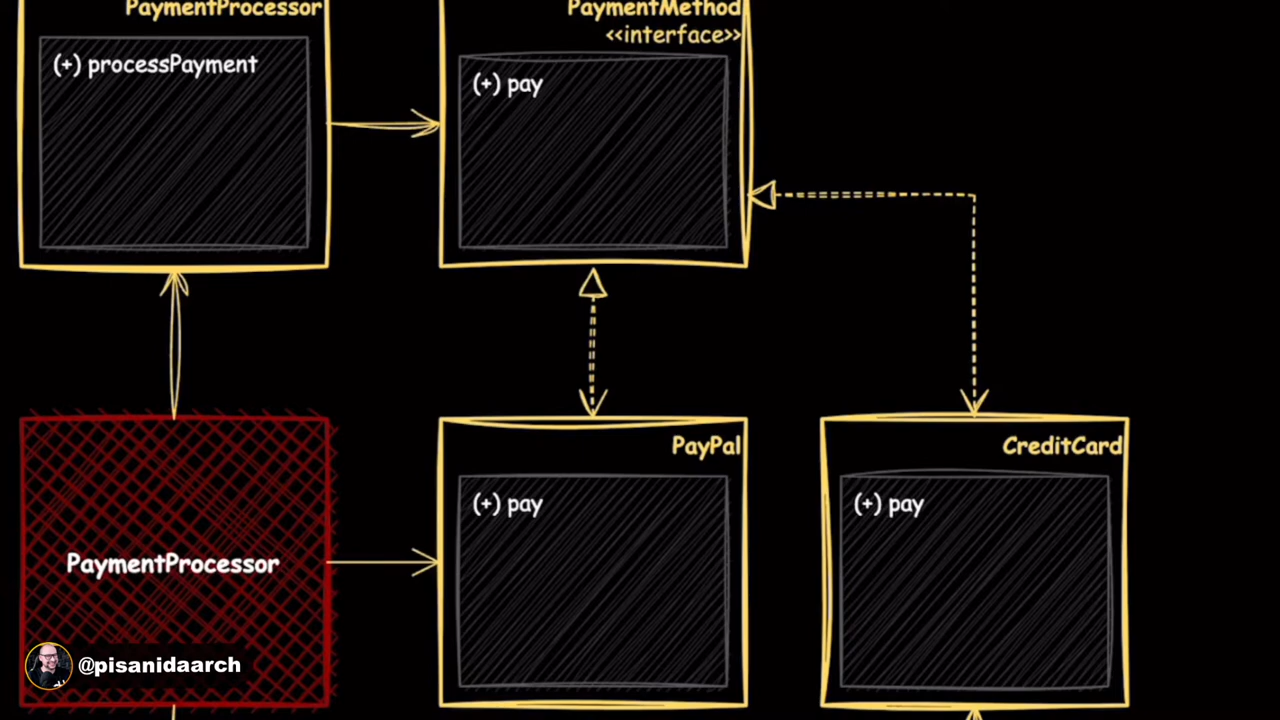 PaymentProcessor
(+) processPayment
PaymentMethod
<<interface>>
(+) pay
PayPal
(+) pay
CreditCard
(+) pay
PaymentProcessor
@pisanidaarch